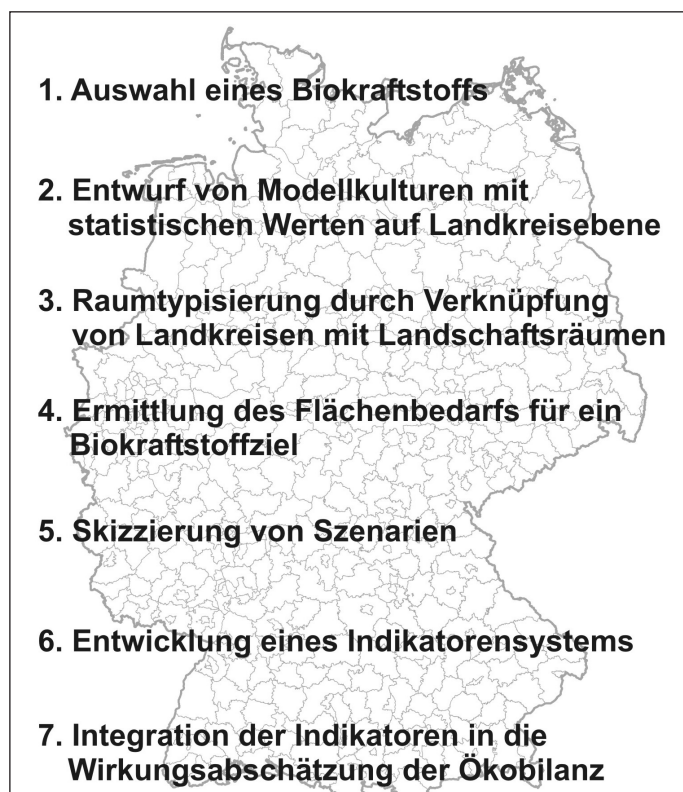 1. Auswahl eines Biokraftstoffs
2. Entwurf von Modellkulturen mit
statistischen Werten auf Landkreisebene
3. Raumtypisierung durch Verknüpfung
von Landkreisen mit Landschaftsräumen
4. Ermittlung des Flächenbedarfs für ein
Biokraftstoffziel
5. Skizzierung von Szenarien
6. Entwicklung eines Indikatorensystems
7. Integration der Indikatoren in die
Wirkungsabschätzung der Ökobilanz